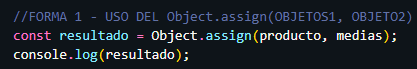 //FORMA 1 - USO DEL Object.assign(OBJETOS1, OBJETO2)
const resultado = Object.assign(producto, medias);
console.log(resultado);